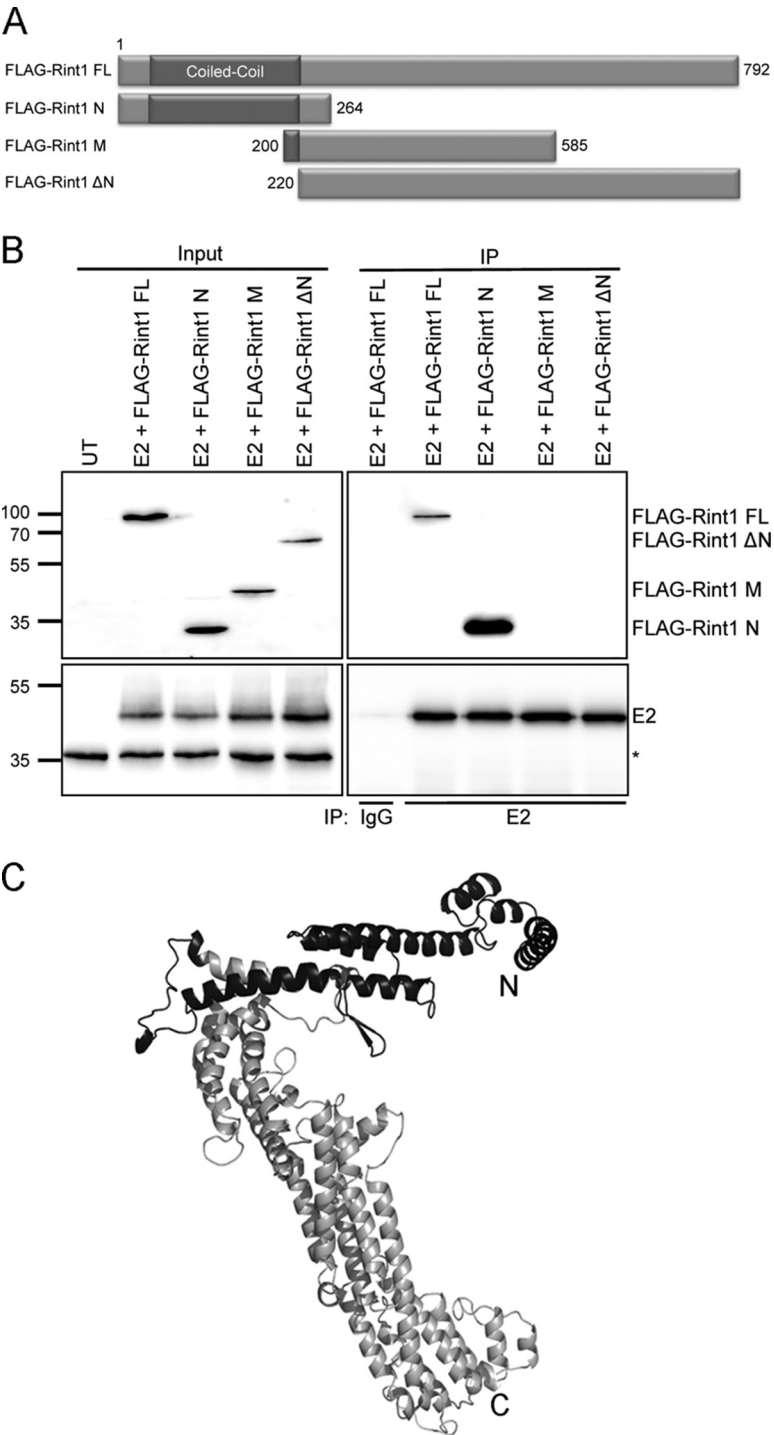 A
1
FLAG-Rint1 FL
Coiled-Coil
792
FLAG-Rint1 N
264
FLAG-Rint1 M
200
585
FLAG-Rint1 ΔN
220
B
Input
IP
UT
E2 + FLAG-Rint1 FL
E2 + FLAG-Rint1 N
E2 + FLAG-Rint1 M
E2 + FLAG-Rint1 ΔN
E2 + FLAG-Rint1 FL
E2 + FLAG-Rint1 FL
E2 + FLAG-Rint1 N
E2 + FLAG-Rint1 M
E2 + FLAG-Rint1 ΔN
100
70
55
35
FLAG-Rint1 FL
FLAG-Rint1 ΔN
FLAG-Rint1 M
FLAG-Rint1 N
55
35
E2
*
IP: IgG E2
C
N
C